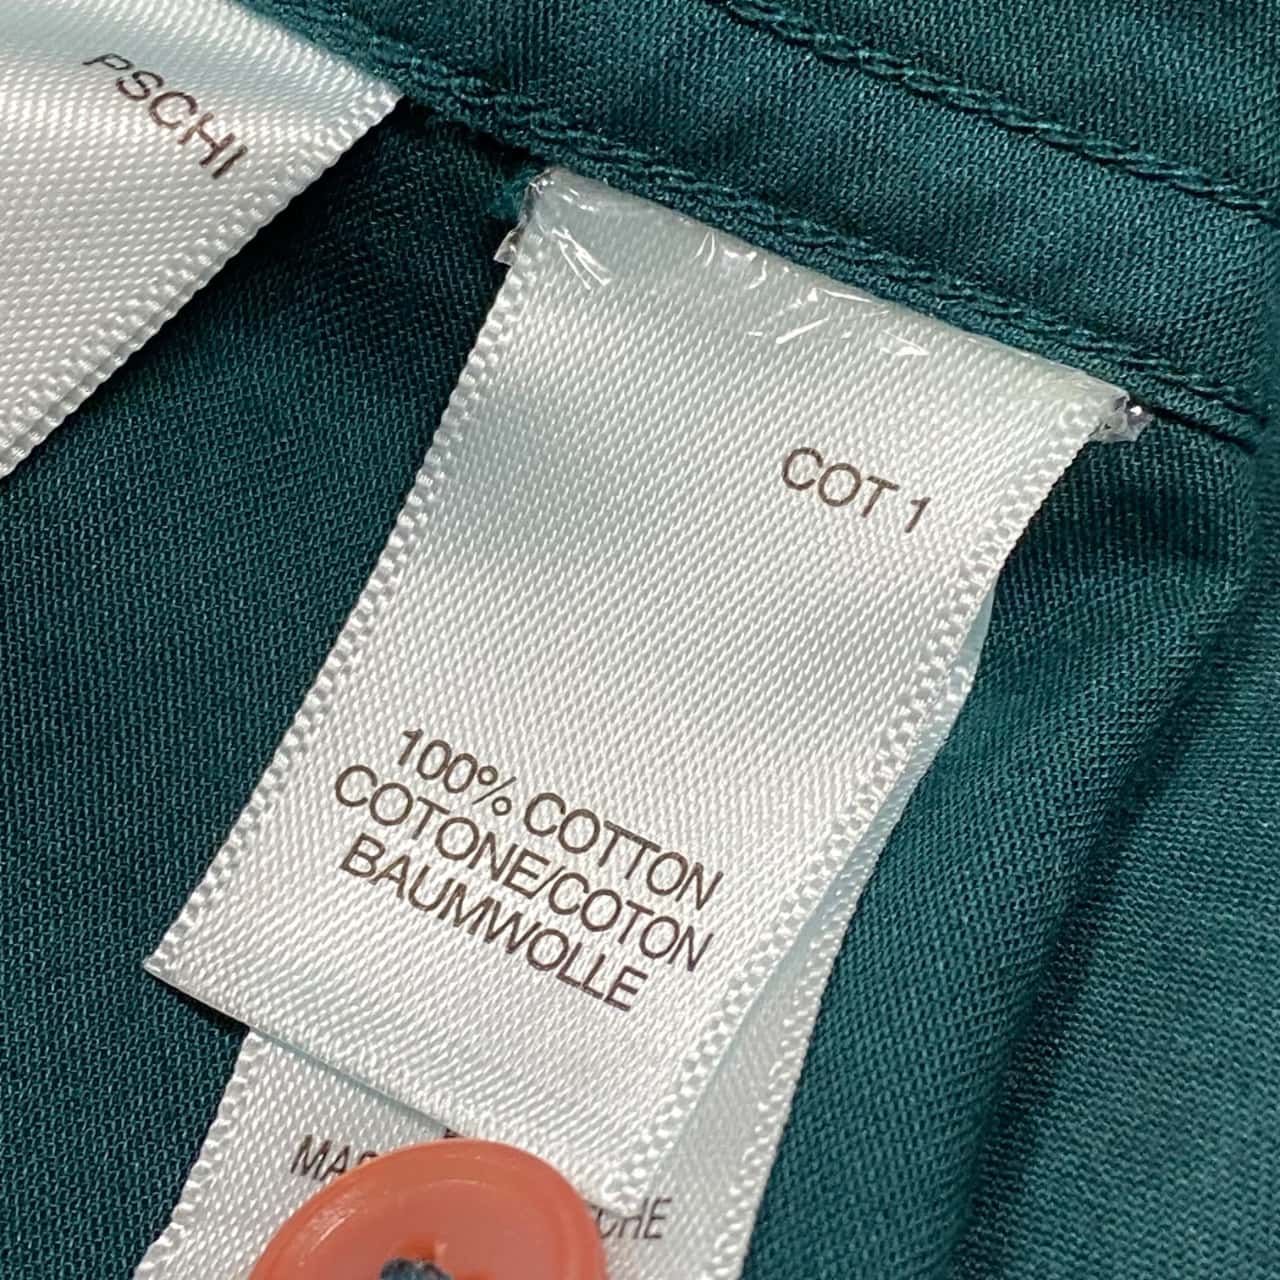 PSCHI
COT 1
100% COTTON
COTONE/COTON
BAUMWOLLE